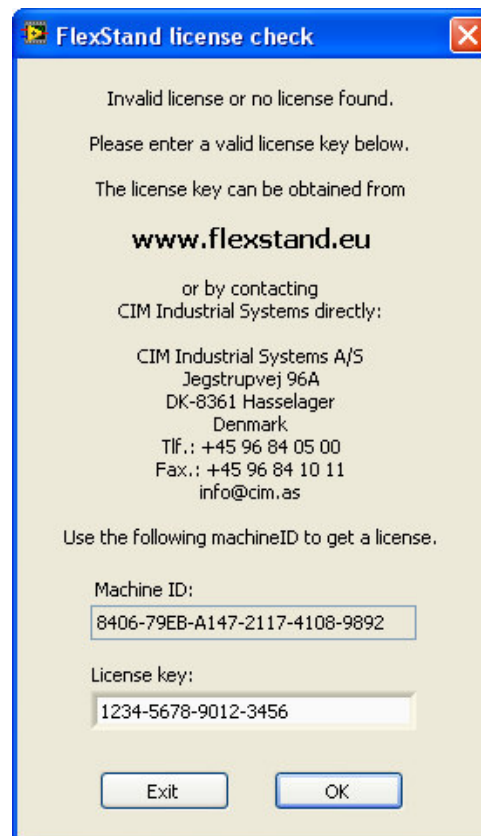 FlexStand license check
Invalid license or no license found.
Please enter a valid license key below.
The license key can be obtained from
www.flexstand.eu
or by contacting
CIM Industrial Systems directly:
CIM Industrial Systems A/S
Jegstrupvej 96A
DK-8361 Hasselager
Denmark
Tlf.: +45 96 84 05 00
Fax.: +45 96 84 10 11
info@cim.as
Use the following machineID to get a license.
Machine ID:
8406-79EB-A147-2117-4108-9892
License key:
1234-5678-9012-3456
Exit OK